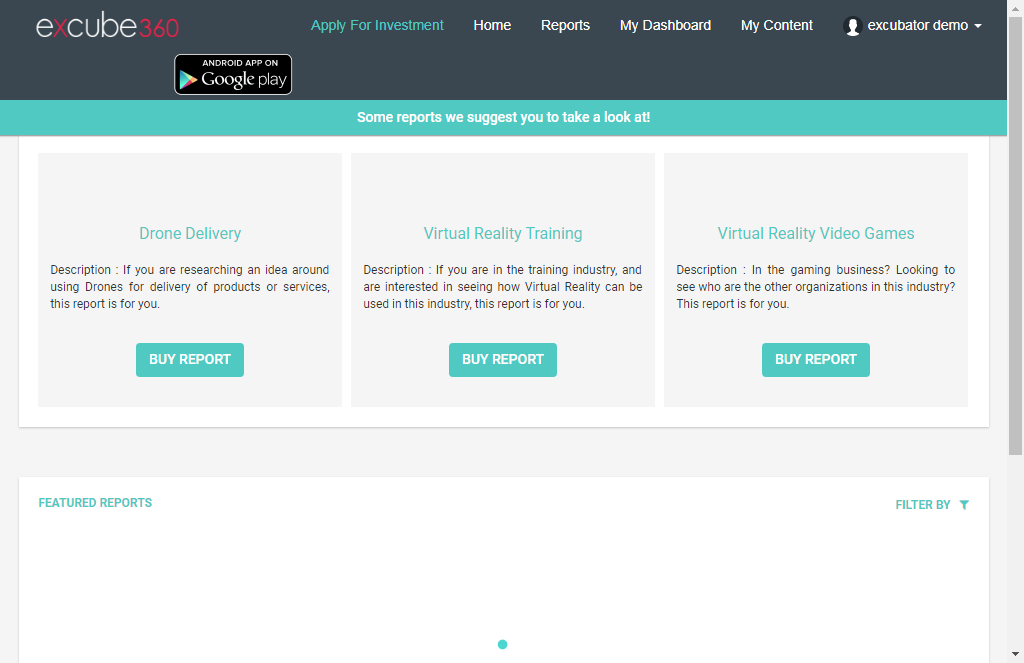 excube360
Apply For Investment
Home
Reports
My Dashboard
My Content
excubator demo
ANDROID APP ON
Google play
Some reports we suggest you to take a look at!
Drone Delivery
Description : If you are researching an idea around
using Drones for delivery of products or services,
this report is for you.
BUY REPORT
Virtual Reality Training
Description : If you are in the training industry, and
are interested in seeing how Virtual Reality can be
used in this industry, this report is for you.
BUY REPORT
Virtual Reality Video Games
Description : In the gaming business? Looking to
see who are the other organizations in this industry?
This report is for you.
BUY REPORT
FEATURED REPORTS
FILTER BY